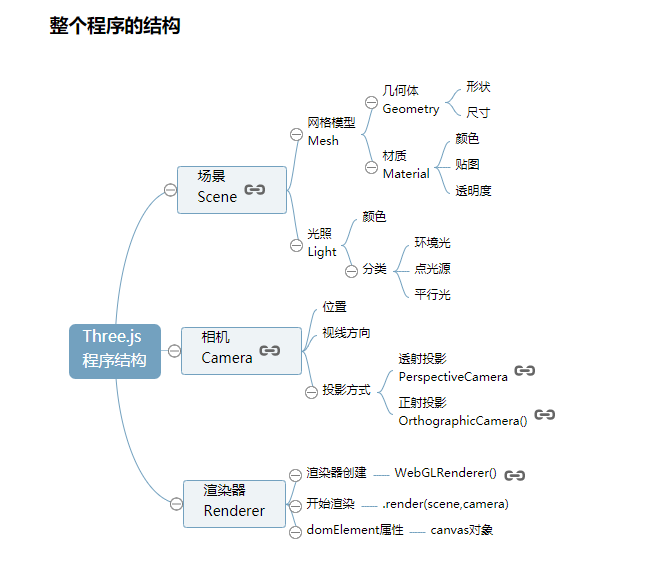 整个程序的结构
Three.js
程序结构
场景
Scene
网格模型
Mesh
几何体
Geometry
形状
尺寸
材质
Material
颜色
贴图
透明度
光照
Light
颜色
分类
环境光
点光源
平行光
相机
Camera
位置
视线方向
投影方式
透射投影
PerspectiveCamera
正射投影
OrthographicCamera()
渲染器
Renderer
渲染器创建
WebGLRenderer()
开始渲染
.render(scene,camera)
domElement属性
canvas对象